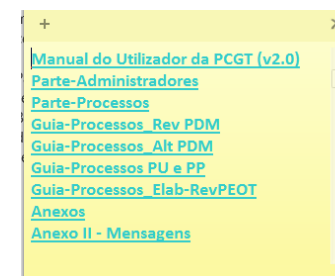 Manual do Utilizador da PCGT (v2.0)
Parte-Administradores
Parte-Processos
Guia-Processos_Rev PDM
Guia-Processos_Alt PDM
Guia-Processos PU e PP
Guia-Processos_Elab-RevPEOT
Anexos
Anexo II - Mensagens